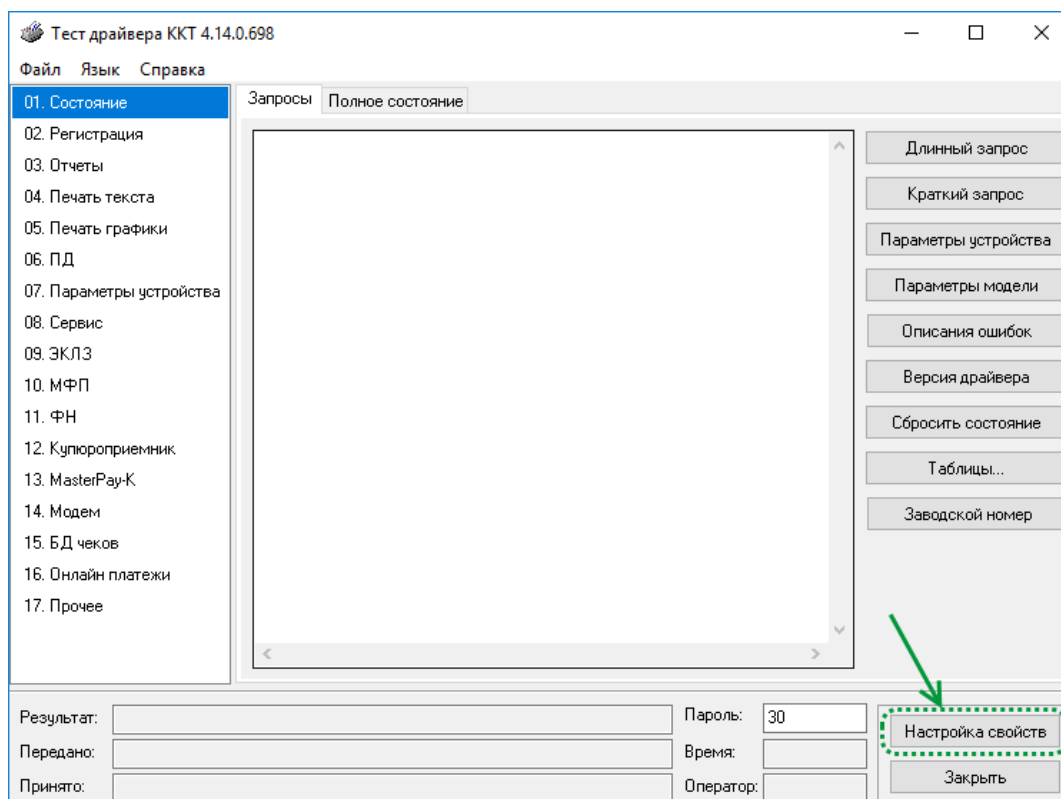 Тест драйвера ККТ 4.14.0.698
Файл Язык Справка
01. Состояние
02. Регистрация
03. Отчеты
04. Печать текста
05. Печать графики
06. ПД
07. Параметры устройства
08. Сервис
09. ЭКЛЗ
10. МФП
11. ФН
12. Купюроприемник
13. MasterPay-K
14. Модем
15. БД чеков
16. Онлайн платежи
17. Прочее
Запросы Полное состояние
Длинный запрос
Краткий запрос
Параметры устройства
Параметры модели
Описания ошибок
Версия драйвера
Сбросить состояние
Таблицы...
Заводской номер
Результат:
Передано:
Принято:
Пароль: 30
Время:
Оператор:
Настройка свойств
Закрыть